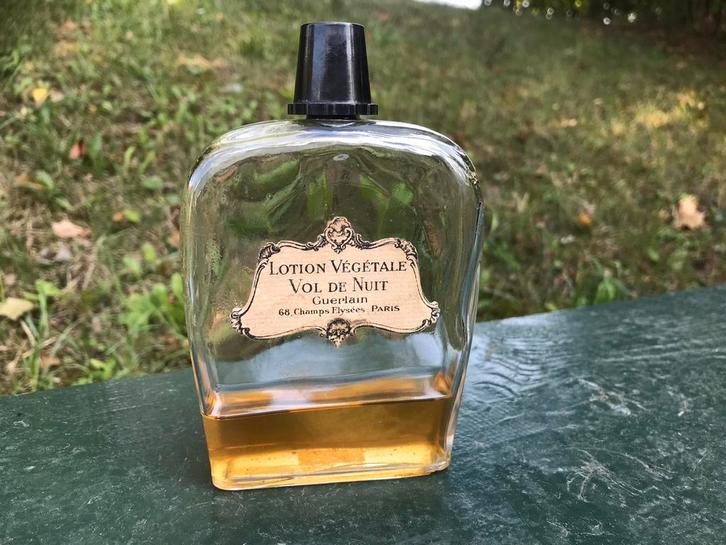 LOTION VÉGÉTALE
VOL DE NUIT
Guerlain
68, Champs Elysées. PARIS